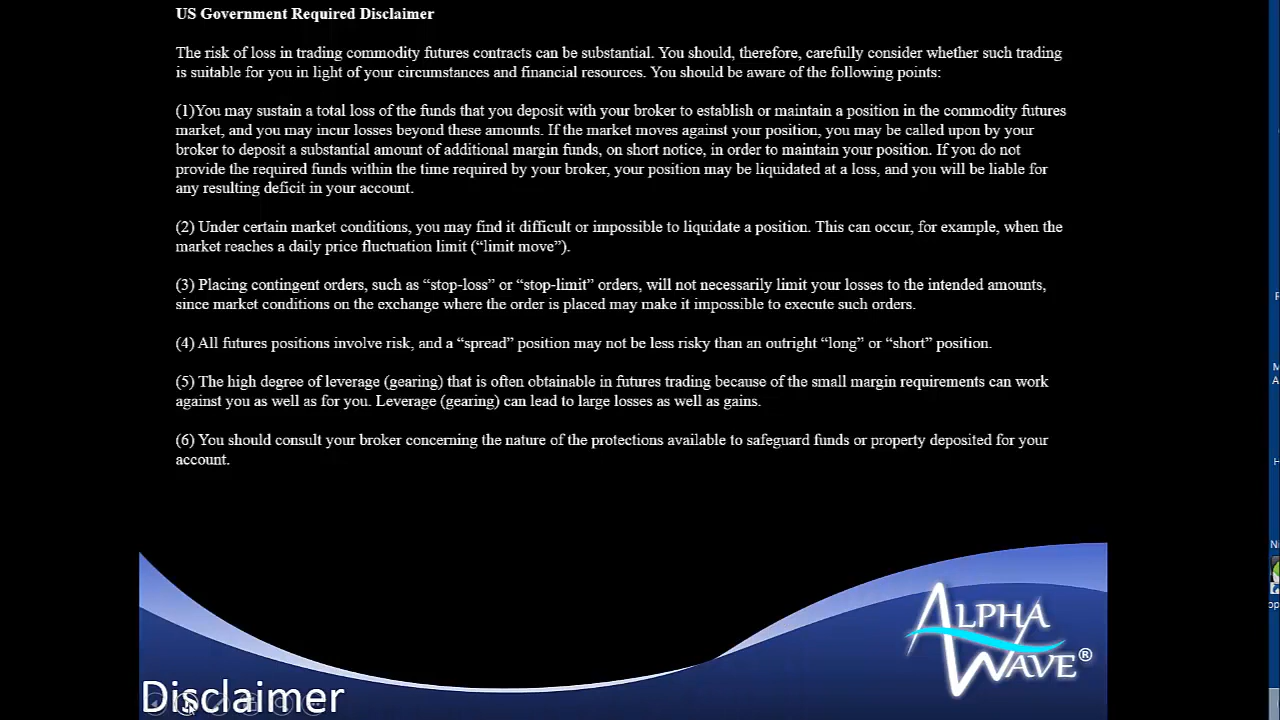 US Government Required Disclaimer
The risk of loss in trading commodity futures contracts can be substantial. You should, therefore, carefully consider whether such trading
is suitable for you in light of your circumstances and financial resources. You should be aware of the following points:
(1)You may sustain a total loss of the funds that you deposit with your broker to establish or maintain a position in the commodity futures
market, and you may incur losses beyond these amounts. If the market moves against your position, you may be called upon by your
broker to deposit a substantial amount of additional margin funds, on short notice, in order to maintain your position. If you do not
provide the required funds within the time required by your broker, your position may be liquidated at a loss, and you will be liable for
any resulting deficit in your account.
(2) Under certain market conditions, you may find it difficult or impossible to liquidate a position. This can occur, for example, when the
market reaches a daily price fluctuation limit (“limit move”).
(3) Placing contingent orders, such as “stop-loss” or “stop-limit” orders, will not necessarily limit your losses to the intended amounts,
since market conditions on the exchange where the order is placed may make it impossible to execute such orders.
(4) All futures positions involve risk, and a “spread” position may not be less risky than an outright “long” or “short” position.
(5) The high degree of leverage (gearing) that is often obtainable in futures trading because of the small margin requirements can work
against you as well as for you. Leverage (gearing) can lead to large losses as well as gains.
(6) You should consult your broker concerning the nature of the protections available to safeguard funds or property deposited for your
account.
ALPHA
WAVE®
Disclaimer